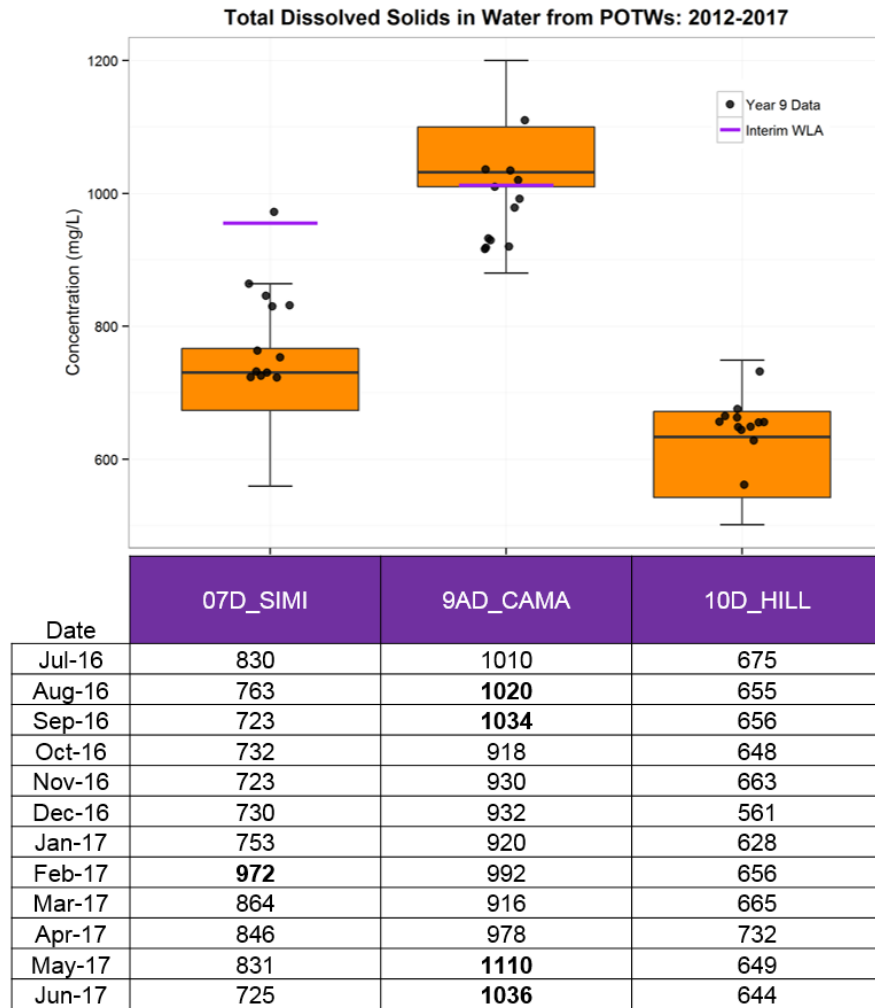 Total Dissolved Solids in Water from POTWs: 2012-2017
Concentration (mg/L)
1200
1000
800
600
Year 9 Data
Interim WLA
Date 07D_SIMI 9AD_CAMA 10D_HILL
Jul-16 830 1010 675
Aug-16 763 1020 655
Sep-16 723 1034 656
Oct-16 732 918 648
Nov-16 723 930 663
Dec-16 730 932 561
Jan-17 753 920 628
Feb-17 972 992 656
Mar-17 864 916 665
Apr-17 846 978 732
May-17 831 1110 649
Jun-17 725 1036 644